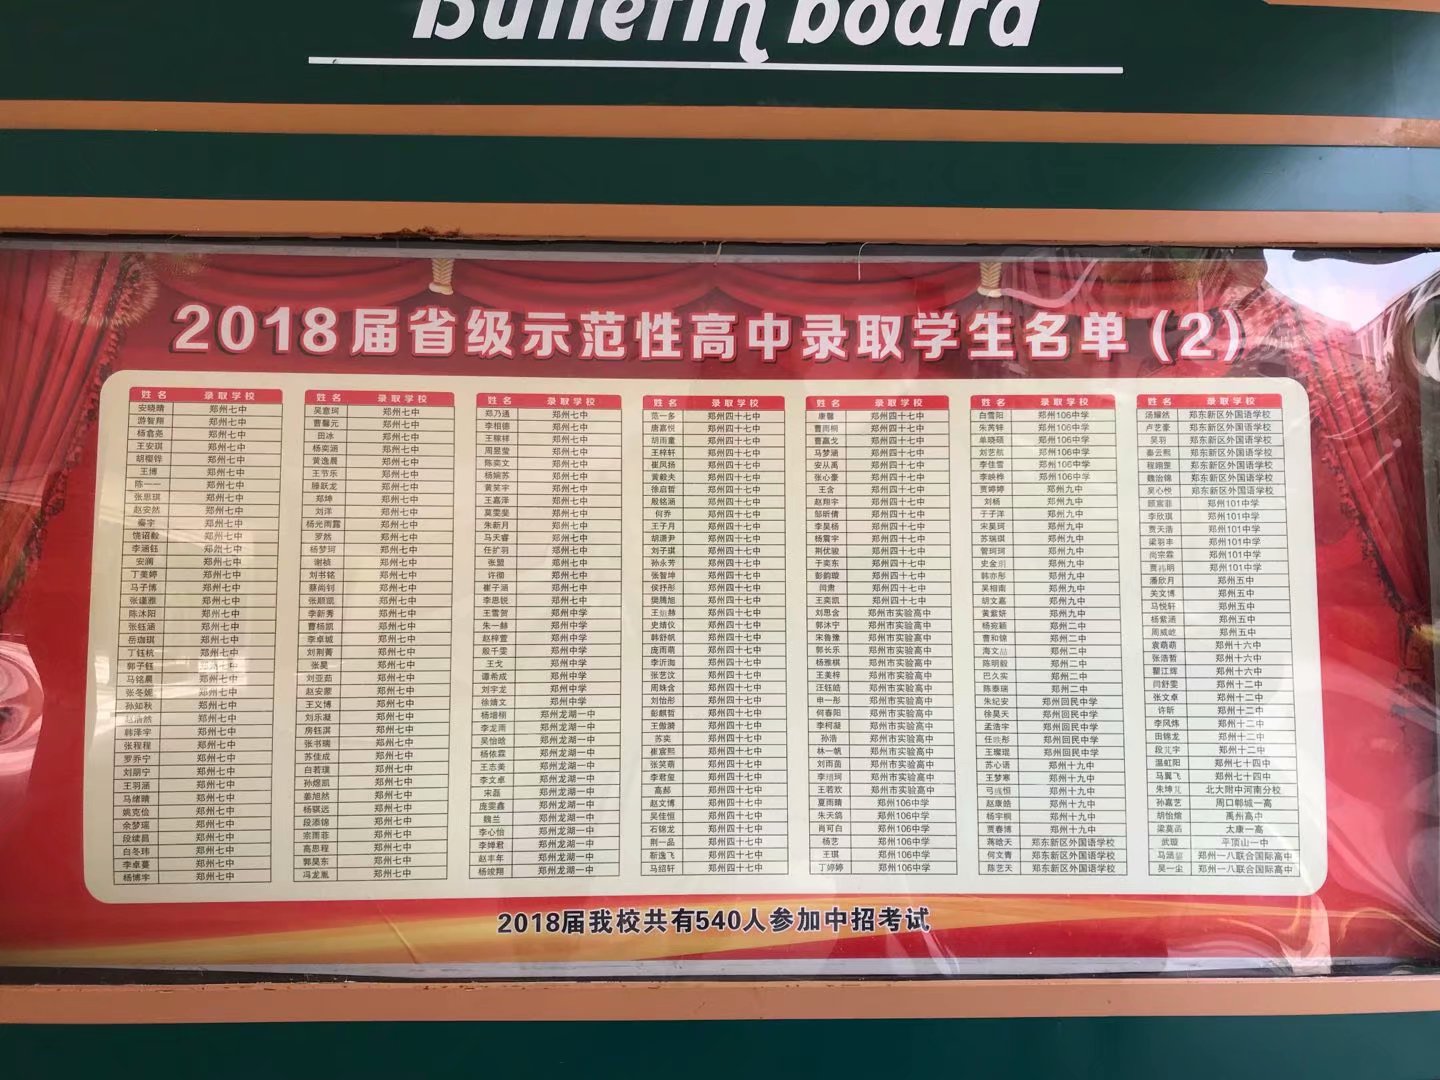 Bulletin board
2018届省级示范性高中录取学生名单（2）
姓 名 录取学校
安晓晴 郑州七中
游智翔 郑州七中
杨翕尧 郑州七中
王安琪 郑州七中
胡樱铧 郑州七中
王博 郑州七中
陈一一 郑州七中
张思琪 郑州七中
赵安然 郑州七中
秦宇 郑州七中
饶诏毅 郑州七中
李涵钰 郑州七中
安澜 郑州七中
丁美婷 郑州七中
马子博 郑州七中
张谨雅 郑州七中
陈沐阳 郑州七中
张钰涵 郑州七中
岳珈琪 郑州七中
丁钰杭 郑州七中
郭子钰 郑州七中
马铭晨 郑州七中
张冬妮 郑州七中
孙如秋 郑州七中
赵浩然 郑州七中
韩泽宇 郑州七中
张程程 郑州七中
罗乔宁 郑州七中
刘朋宁 郑州七中
王羽涵 郑州七中
马绪晴 郑州七中
姚克俭 郑州七中
余梦瑶 郑州七中
段续昌 郑州七中
白冬玮 郑州七中
李卓蔓 郑州七中
杨博宇 郑州七中
姓 名 录取学校
吴意珂 郑州七中
曹馨元 郑州七中
田冰 郑州七中
杨奕涵 郑州七中
黄逸晨 郑州七中
王节乐 郑州七中
滕跃龙 郑州七中
郑坤 郑州七中
刘洋 郑州七中
杨光雨露 郑州七中
罗然 郑州七中
杨梦珂 郑州七中
谢桢 郑州七中
刘书铭 郑州七中
蔡尚钊 郑州七中
张顺观 郑州七中
李新秀 郑州七中
曹杨凯 郑州七中
李卓城 郑州七中
刘荆菁 郑州七中
张昊 郑州七中
刘亚茹 郑州七中
赵安蒙 郑州七中
王义博 郑州七中
刘乐凝 郑州七中
房钰淇 郑州七中
张书瑀 郑州七中
苏佳成 郑州七中
白若璞 郑州七中
孙煜凯 郑州七中
姜旭然 郑州七中
杨骐远 郑州七中
段添锦 郑州七中
宗雨菲 郑州七中
高思程 郑州七中
郭昊东 郑州七中
冯龙胤 郑州七中
姓 名 录取学校
郑乃通 郑州七中
李相德 郑州七中
王稼祥 郑州七中
周昱莹 郑州七中
陈奕文 郑州七中
杨婉苏 郑州七中
黄笑宇 郑州七中
王嘉泽 郑州七中
莫雯斐 郑州七中
朱新月 郑州七中
马天睿 郑州七中
任扩羽 郑州七中
张盟 郑州七中
许彻 郑州七中
崔子涵 郑州七中
李思锐 郑州七中
王雪贺 郑州中学
朱一赫 郑州中学
赵梓萱 郑州中学
殷千雯 郑州中学
王戈 郑州中学
谭希成 郑州中学
刘宇龙 郑州中学
徐婧文 郑州中学
杨增栩 郑州龙湖一中
李龙雨 郑州龙湖一中
吴怡晗 郑州龙湖一中
杨依霖 郑州龙湖一中
王志美 郑州龙湖一中
李文卓 郑州龙湖一中
宋磊 郑州龙湖一中
庞雯鑫 郑州龙湖一中
魏兰 郑州龙湖一中
李心怡 郑州龙湖一中
李婵君 郑州龙湖一中
赵丰年 郑州龙湖一中
杨竣翔 郑州龙湖一中
姓 名 录取学校
范一多 郑州四十七中
唐嘉悦 郑州四十七中
胡雨童 郑州四十七中
王梓轩 郑州四十七中
崔凤扬 郑州四十七中
黄毅夫 郑州四十七中
徐启哲 郑州四十七中
殷铭涵 郑州四十七中
何乔 郑州四十七中
王子月 郑州四十七中
胡潇尹 郑州四十七中
刘子琪 郑州四十七中
孙永芳 郑州四十七中
张智坤 郑州四十七中
侯抒彤 郑州四十七中
樊腾旭 郑州四十七中
郑州四十七中
史婧仪 郑州四十七中
韩舒帆 郑州四十七中
庞雨萌 郑州四十七中
李沂洳 郑州四十七中
张艺汶 郑州四十七中
周姝含 郑州四十七中
刘怡彤 郑州四十七中
彭麒哲 郑州四十七中
王傲漪 郑州四十七中
苏奕 郑州四十七中
崔宸熙 郑州四十七中
张笑萌 郑州四十七中
李君玺 郑州四十七中
高郝 郑州四十七中
赵文博 郑州四十七中
吴佳恒 郑州四十七中
石锦龙 郑州四十七中
荆一品 郑州四十七中
靳逸飞 郑州四十七中
马绍轩 郑州四十七中
姓 名 录取学校
康馨 郑州四十七中
曹雨桐 郑州四十七中
曹赢戈 郑州四十七中
马梦涵 郑州四十七中
安从禹 郑州四十七中
张心豪 郑州四十七中
王含 郑州四十七中
赵翔宇 郑州四十七中
邹昕倩 郑州四十七中
李昊杨 郑州四十七中
杨震宇 郑州四十七中
荆优骏 郑州四十七中
于奕东 郑州四十七中
彭韵璇 郑州四十七中
闫肃 郑州四十七中
王奕凯 郑州四十七中
刘思含 郑州市实验高中
郭沐宁 郑州市实验高中
宋鲁豫 郑州市实验高中
郭长乐 郑州市实验高中
杨雅棋 郑州市实验高中
王美梓 郑州市实验高中
汪钰皓 郑州市实验高中
申一彤 郑州市实验高中
何春阳 郑州市实验高中
李柯凝 郑州市实验高中
孙浩 郑州市实验高中
林一帆 郑州市实验高中
刘雨茁 郑州市实验高中
郑州市实验高中
王若欢 郑州市实验高中
夏雨晴 郑州106中学
朱天鸽 郑州106中学
肖可白 郑州106中学
杨艺 郑州106中学
王琪 郑州106中学
丁婷婷 郑州106中学
姓 名 录取学校
白雪阳 郑州106中学
朱芮锌 郑州106中学
单晓硕 郑州106中学
刘艺航 郑州106中学
李佳雪 郑州106中学
李映桦 郑州106中学
贾婷婷 郑州九中
刘杨 郑州九中
于子洋 郑州九中
宋昊珂 郑州九中
苏瑞琪 郑州九中
管珂珂 郑州九中
郑州九中
韩亦彤 郑州九中
吴相南 郑州九中
胡文嘉 郑州九中
黄紫妍 郑州九中
杨宛颖 郑州二中
曹和锦 郑州二中
郑州二中
陈明毅 郑州二中
巴久实 郑州二中
陈泰瑞 郑州二中
朱纪安 郑州回民中学
徐昊天 郑州回民中学
孟浩宇 郑州回民中学
郑州回民中学
王璨琨 郑州回民中学
苏心语 郑州十九中
王梦寒 郑州十九中
郑州十九中
赵康皓 郑州十九中
杨宇桐 郑州十九中
贾春博 郑州十九中
蒋晗天 郑东新区外国语学校
何文青 郑东新区外国语学校
陈艺天 郑东新区外国语学校
姓 名 录取学校
汤耀然 郑东新区外国语学校
卢艺豪 郑东新区外国语学校
吴羽 郑东新区外国语学校
秦云熙 郑东新区外国语学校
程翊罡 郑东新区外国语学校
魏治锦 郑东新区外国语学校
吴心悦 郑东新区外国语学校
顾宸菲 郑州101中学
李欣琪 郑州101中学
贾天浩 郑州101中学
梁羽丰 郑州101中学
尚宗霖 郑州101中学
郑州101中学
潘欣月 郑州五中
关文博 郑州五中
马悦轩 郑州五中
杨紫涵 郑州五中
周威屹 郑州五中
袁萌萌 郑州十六中
张浩哲 郑州十六中
瞿江辉 郑州十六中
闫舒雯 郑州十二中
张文卓 郑州十二中
许昕 郑州十二中
李风炜 郑州十二中
田锦龙 郑州十二中
郑州十二中
温虹阳 郑州七十四中
马翼飞 郑州七十四中
北大附中河南分校
孙嘉艺 周口郸城一高
胡怡愉 禹州高中
梁莫函 太康一高
武璇 平顶山一中
郑州一八联合国际高中
吴一尘 郑州一八联合国际高中
2018届我校共有540人参加中招考试